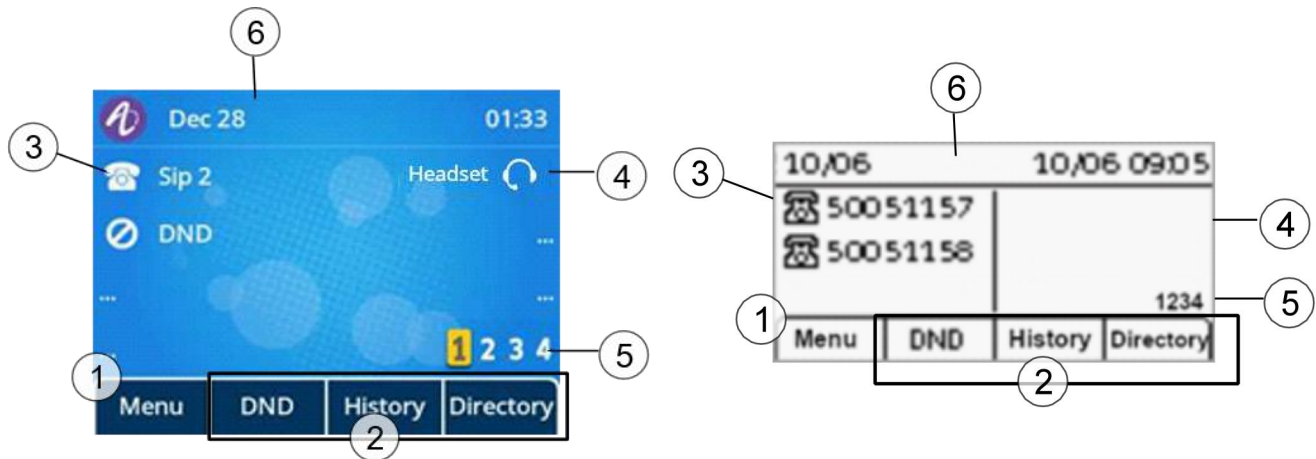 6
Dec 28 01:33
3
Sip 2
Headset
4
DND
...
...
...
...
1 2 3 4
5
1
Menu DND History Directory
2
6
10/06 10/06 09:05
3
50051157
4
50051158
1234
5
1
Menu DND History Directory
2